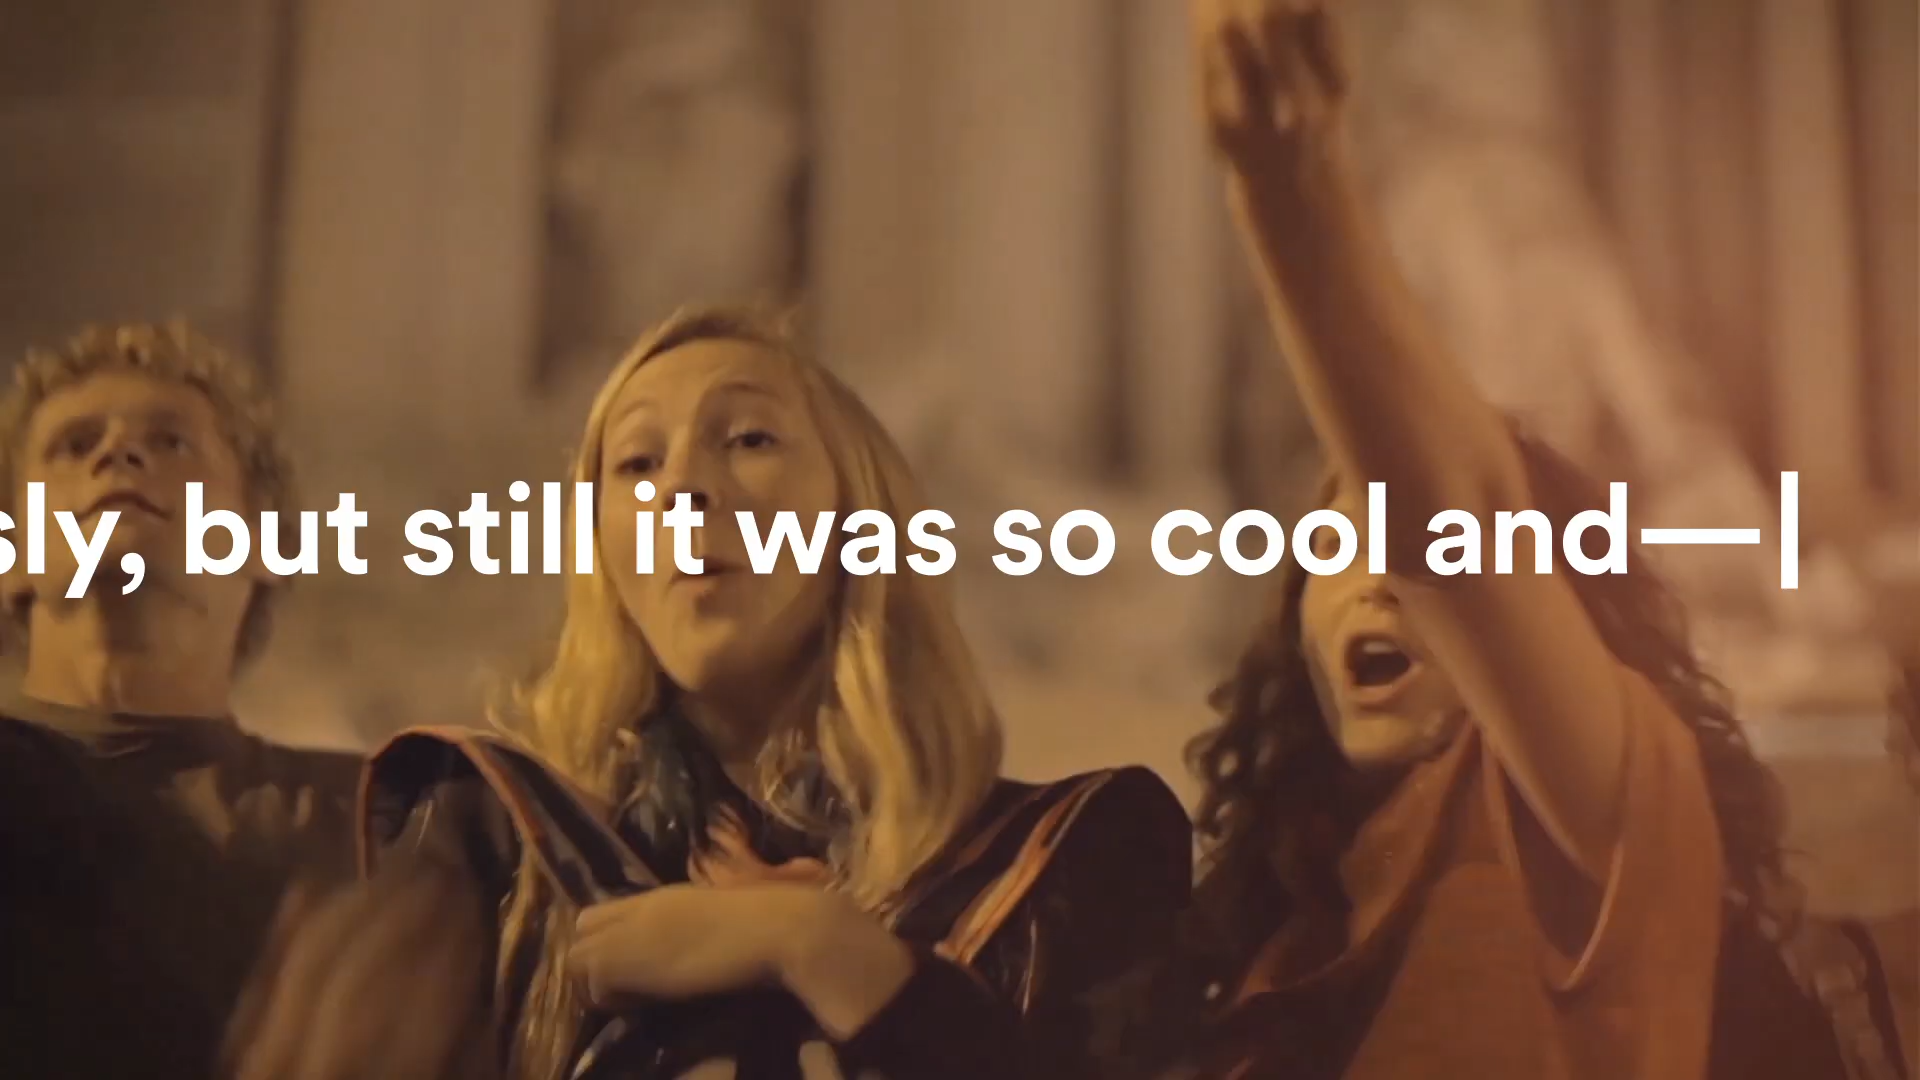 sly, but still it was so cool and—|